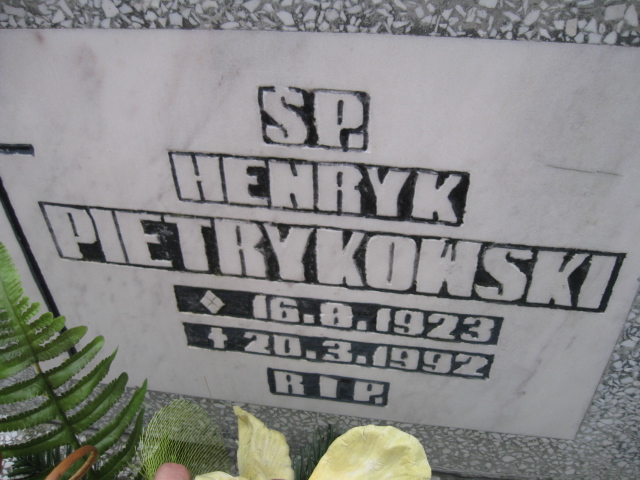 SP.
HENRYK
PIETRYKOWSKI
16.8.1923
✝ 20.3.1992
R I P.